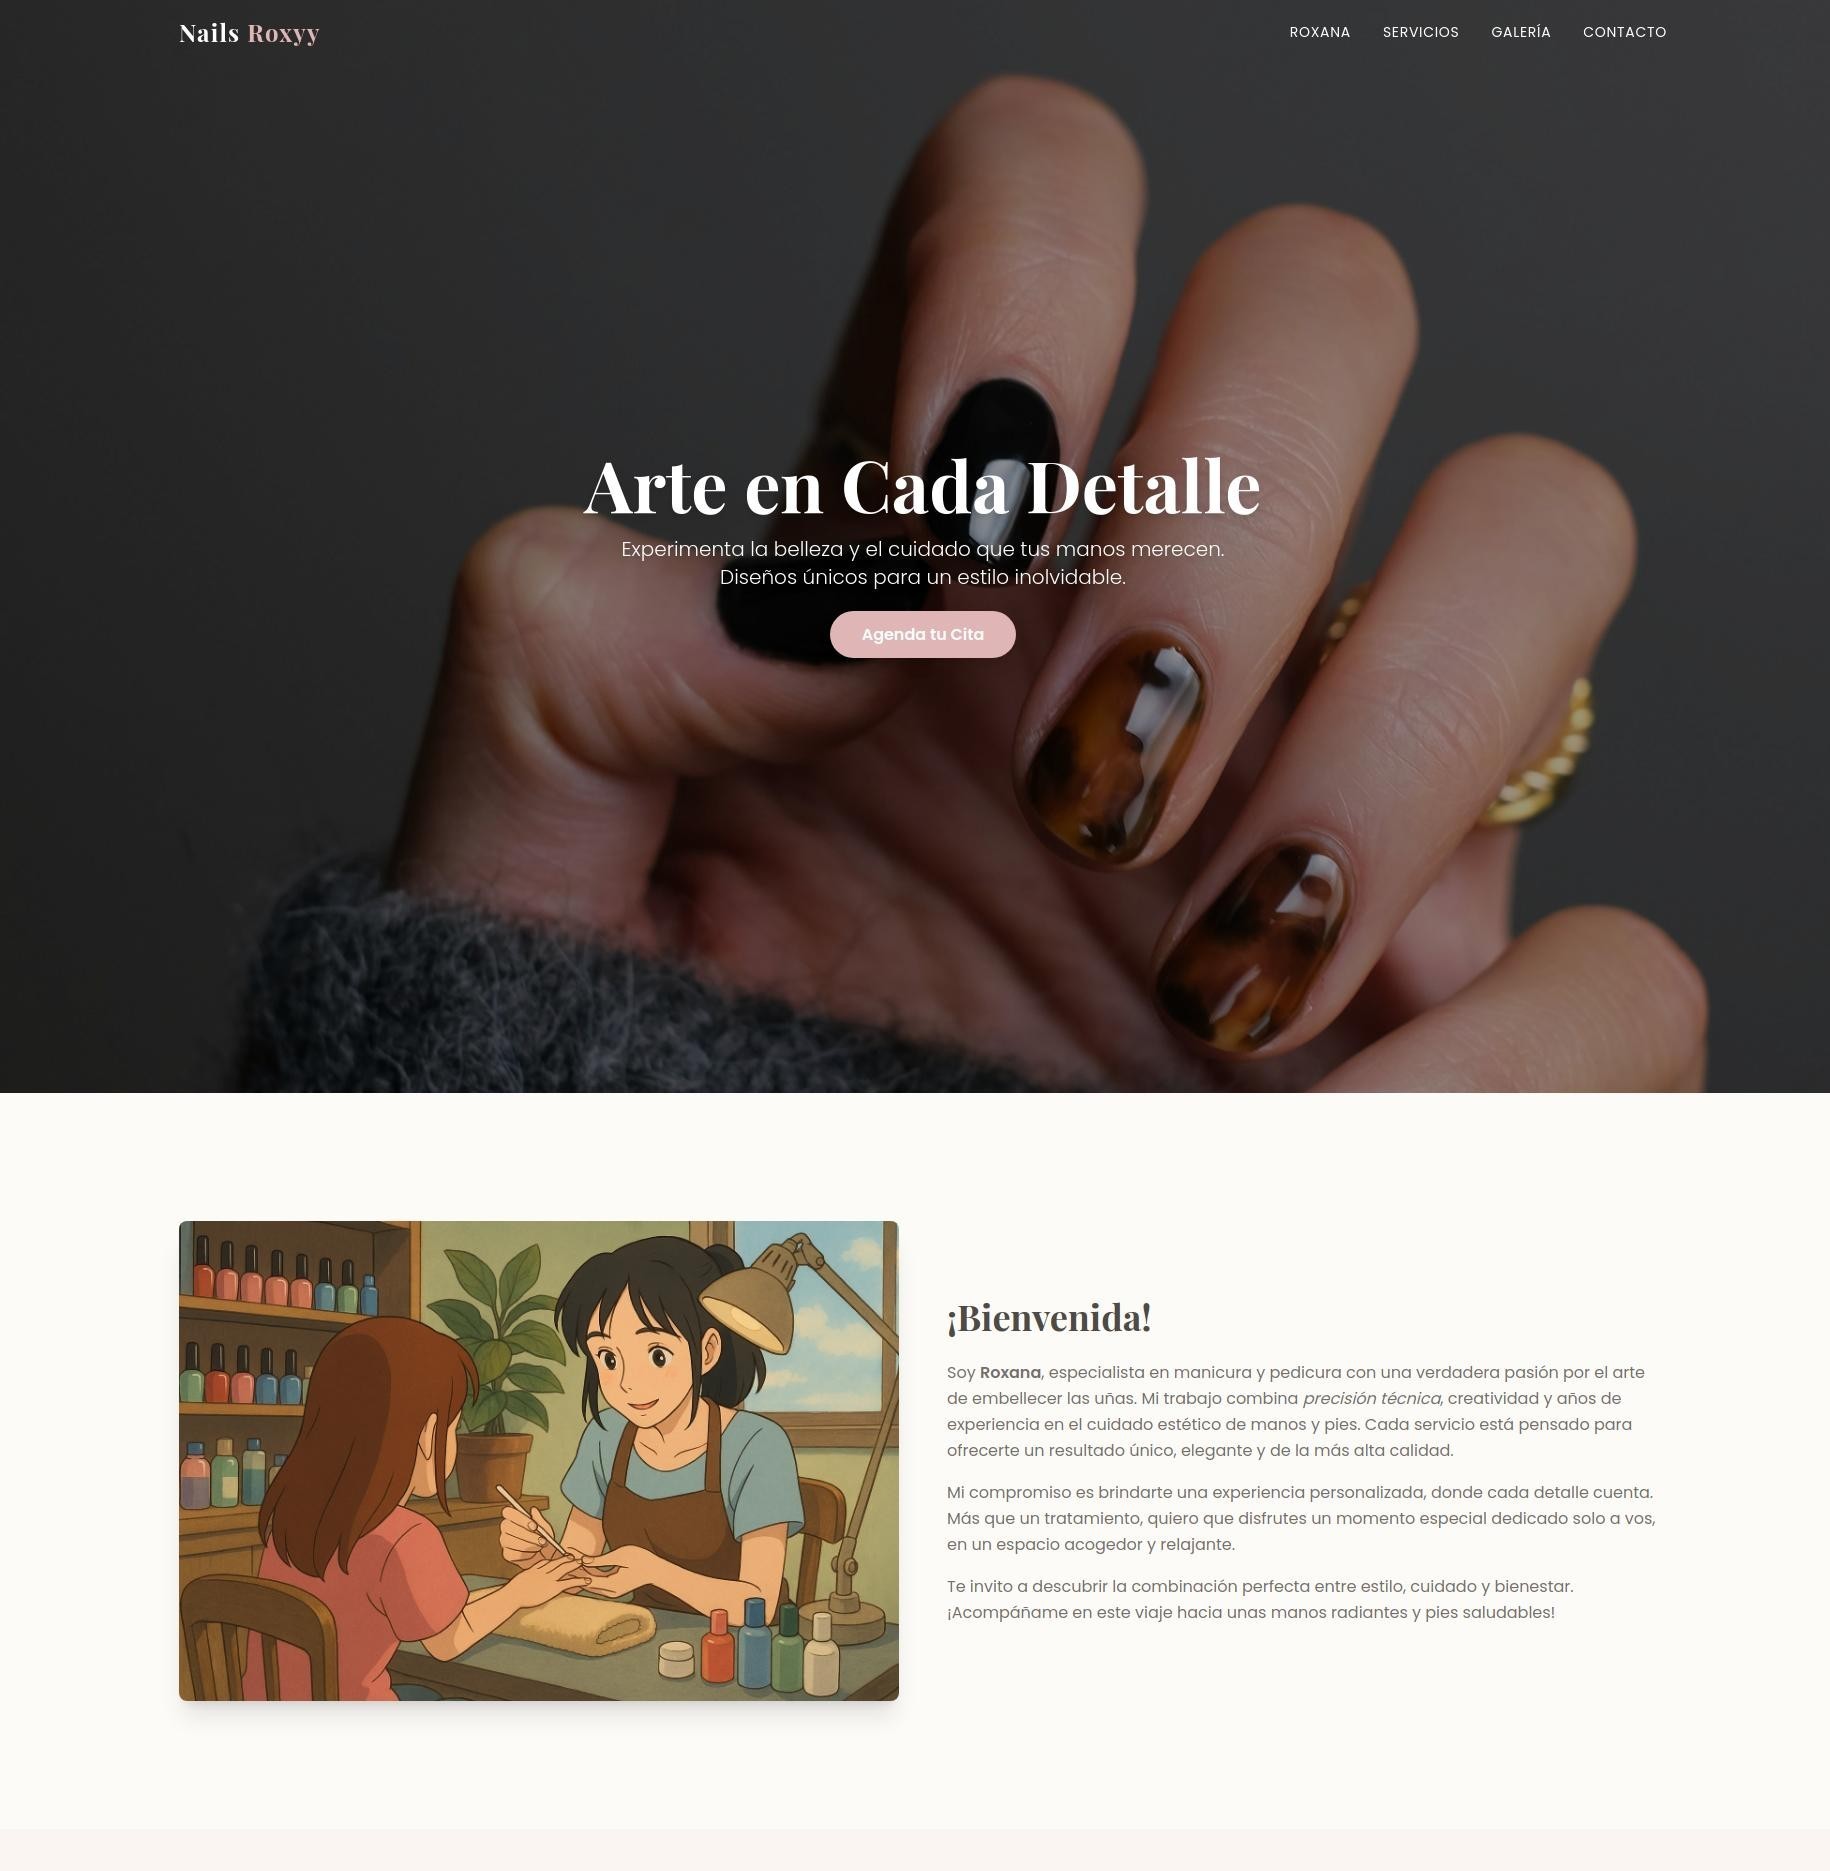 Nails Roxyy
ROXANA SERVICIOS GALERÍA CONTACTO
Arte en Cada Detalle
Experimenta la belleza y el cuidado que tus manos merecen.
Diseños únicos para un estilo inolvidable.
Agenda tu Cita
¡Bienvenida!
Soy Roxana, especialista en manicura y pedicura con una verdadera pasión por el arte
de embellecer las uñas. Mi trabajo combina precisión técnica, creatividad y años de
experiencia en el cuidado estético de manos y pies. Cada servicio está pensado para
ofrecerte un resultado único, elegante y de la más alta calidad.
Mi compromiso es brindarte una experiencia personalizada, donde cada detalle cuenta.
Más que un tratamiento, quiero que disfrutes un momento especial dedicado solo a vos,
en un espacio acogedor y relajante.
Te invito a descubrir la combinación perfecta entre estilo, cuidado y bienestar.
¡Acompáñame en este viaje hacia unas manos radiantes y pies saludables!